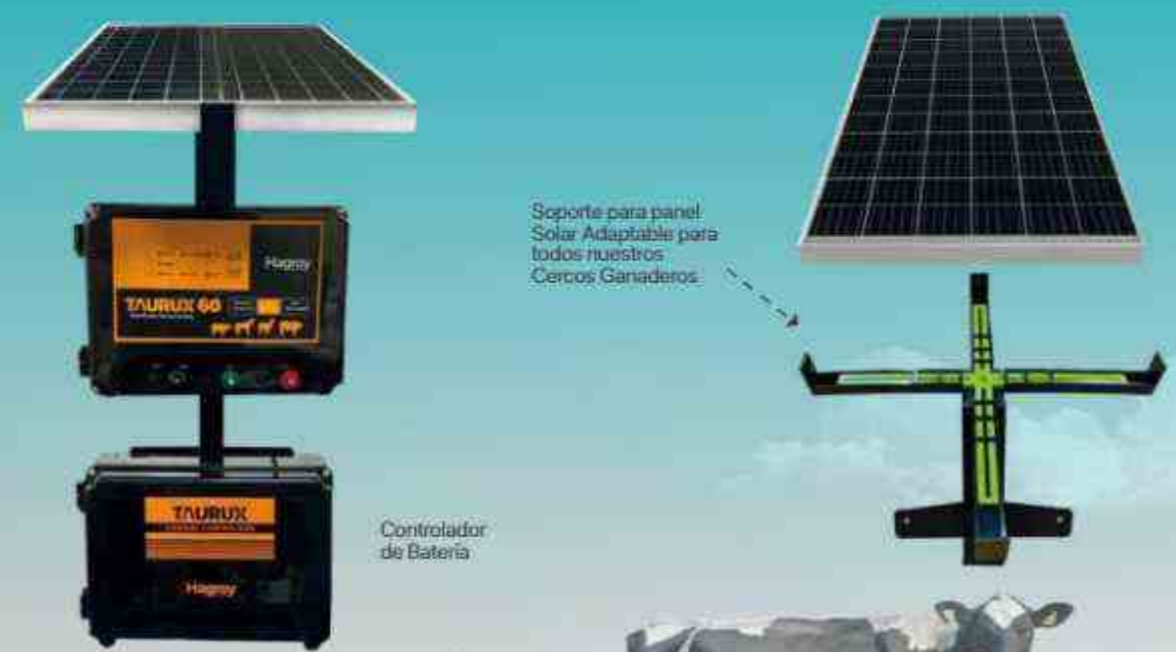 Hagroy
TAURUX 60
TAURUX
Hagroy
Controlador
de Batería
Soporte para panel
Solar Adaptable para
todos nuestros
Cercos Ganaderos